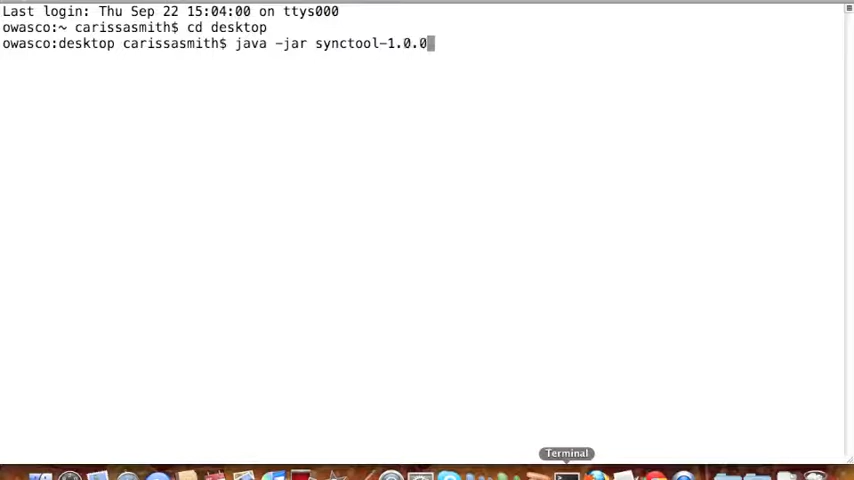 Last login: Thu Sep 22 15:04:00 on ttys000
owasco:~ carissasmith$ cd desktop
owasco:desktop carissasmith$ java -jar synctool-1.0.0
Terminal